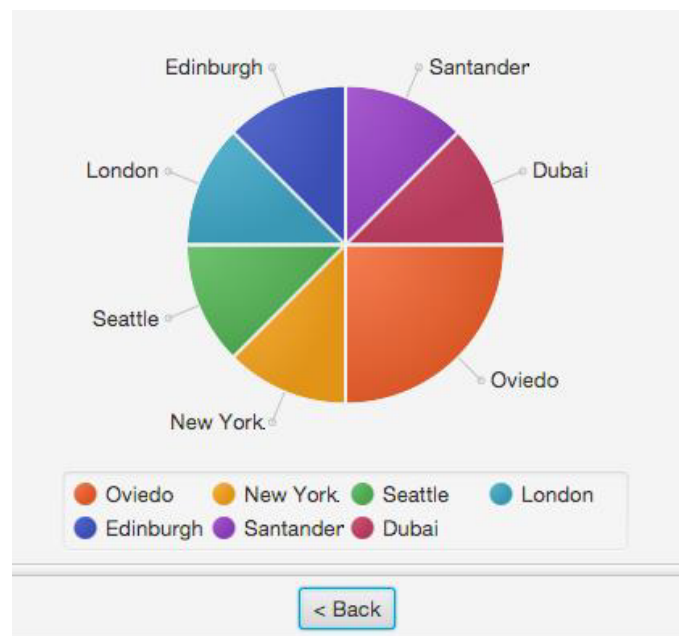 Edinburgh Santander
London Dubai
Seattle
Oviedo
New York
Oviedo New York Seattle London
Edinburgh Santander Dubai
< Back